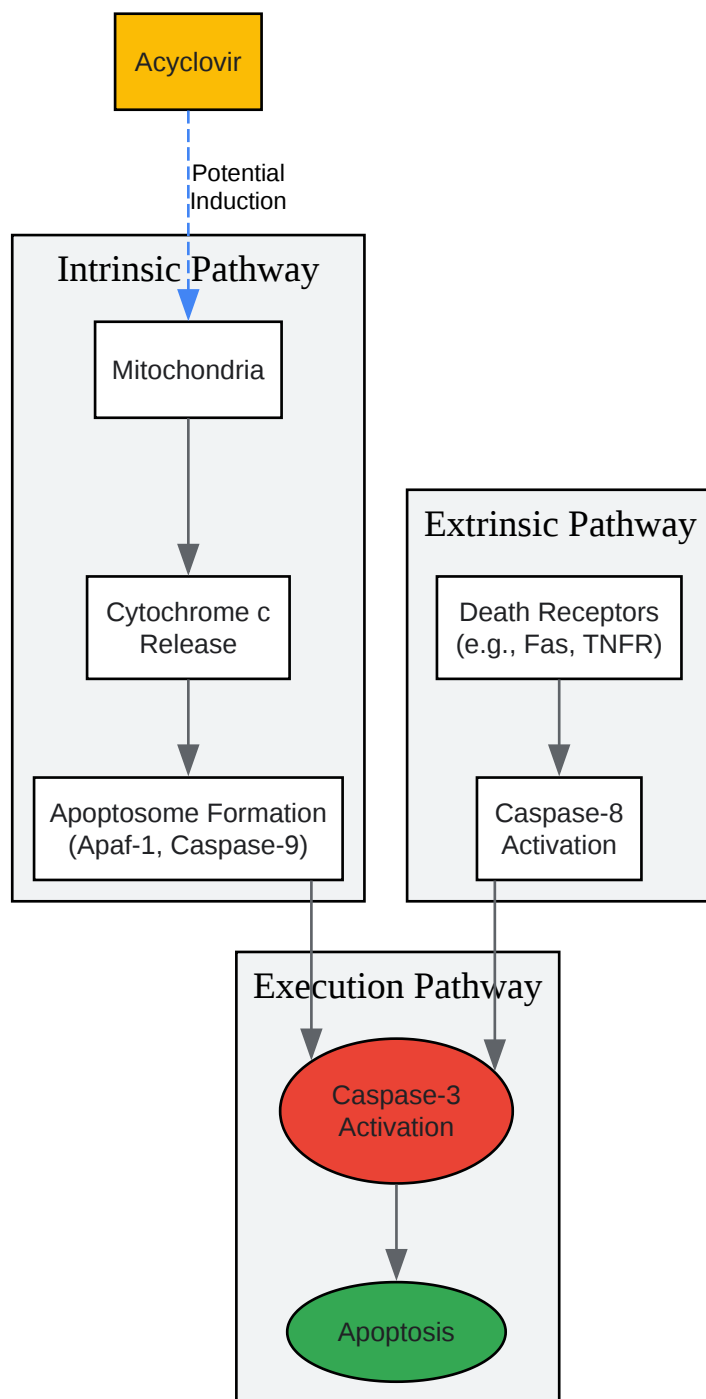 Acyclovir
Potential
Induction
Intrinsic Pathway
Mitochondria
Cytochrome c
Release
Apoptosome Formation
(Apaf-1, Caspase-9)
Extrinsic Pathway
Death Receptors
(e.g., Fas, TNFR)
Caspase-8
Activation
Execution Pathway
Caspase-3
Activation
Apoptosis